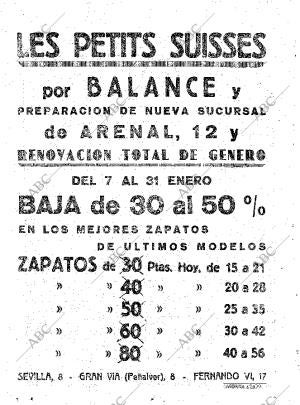 LES PETITS SUISSES
por BALANCE y
PREPARACION DE NUEVA SUCURSAL
de ARENAL, 12 y
RENOVACION TOTAL DE GENERO
DEL 7 AL 31 ENERO
BAJA de 30 al 50 %
EN LOS MEJORES ZAPATOS
DE ULTIMOS MODELOS
ZAPATOS de 30 Ptas. Hoy, de 15 a 21
» » 40 » » 20 a 28
» » 50 » » 25 a 35
» » 60 » » 30 a 42
» » 80 » » 40 a 56
SEVILLA, 8 - GRAN VIA (Peñalver), 8 - FERNANDO VI, 17